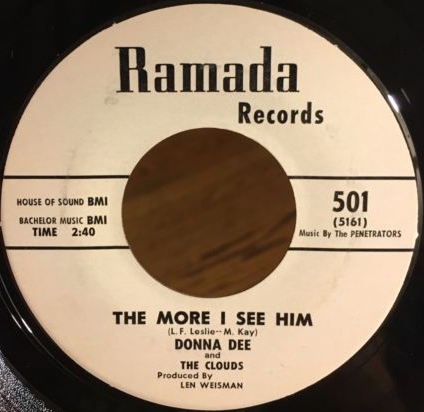 Ramada
Records
HOUSE OF SOUND BMI
BACHELOR MUSIC BMI
TIME 2:40
501
(5161)
Music By The PENETRATORS
THE MORE I SEE HIM
(L. F. Leslie-- M. Kay)
DONNA DEE
and
THE CLOUDS
Produced By
LEN WEISMAN